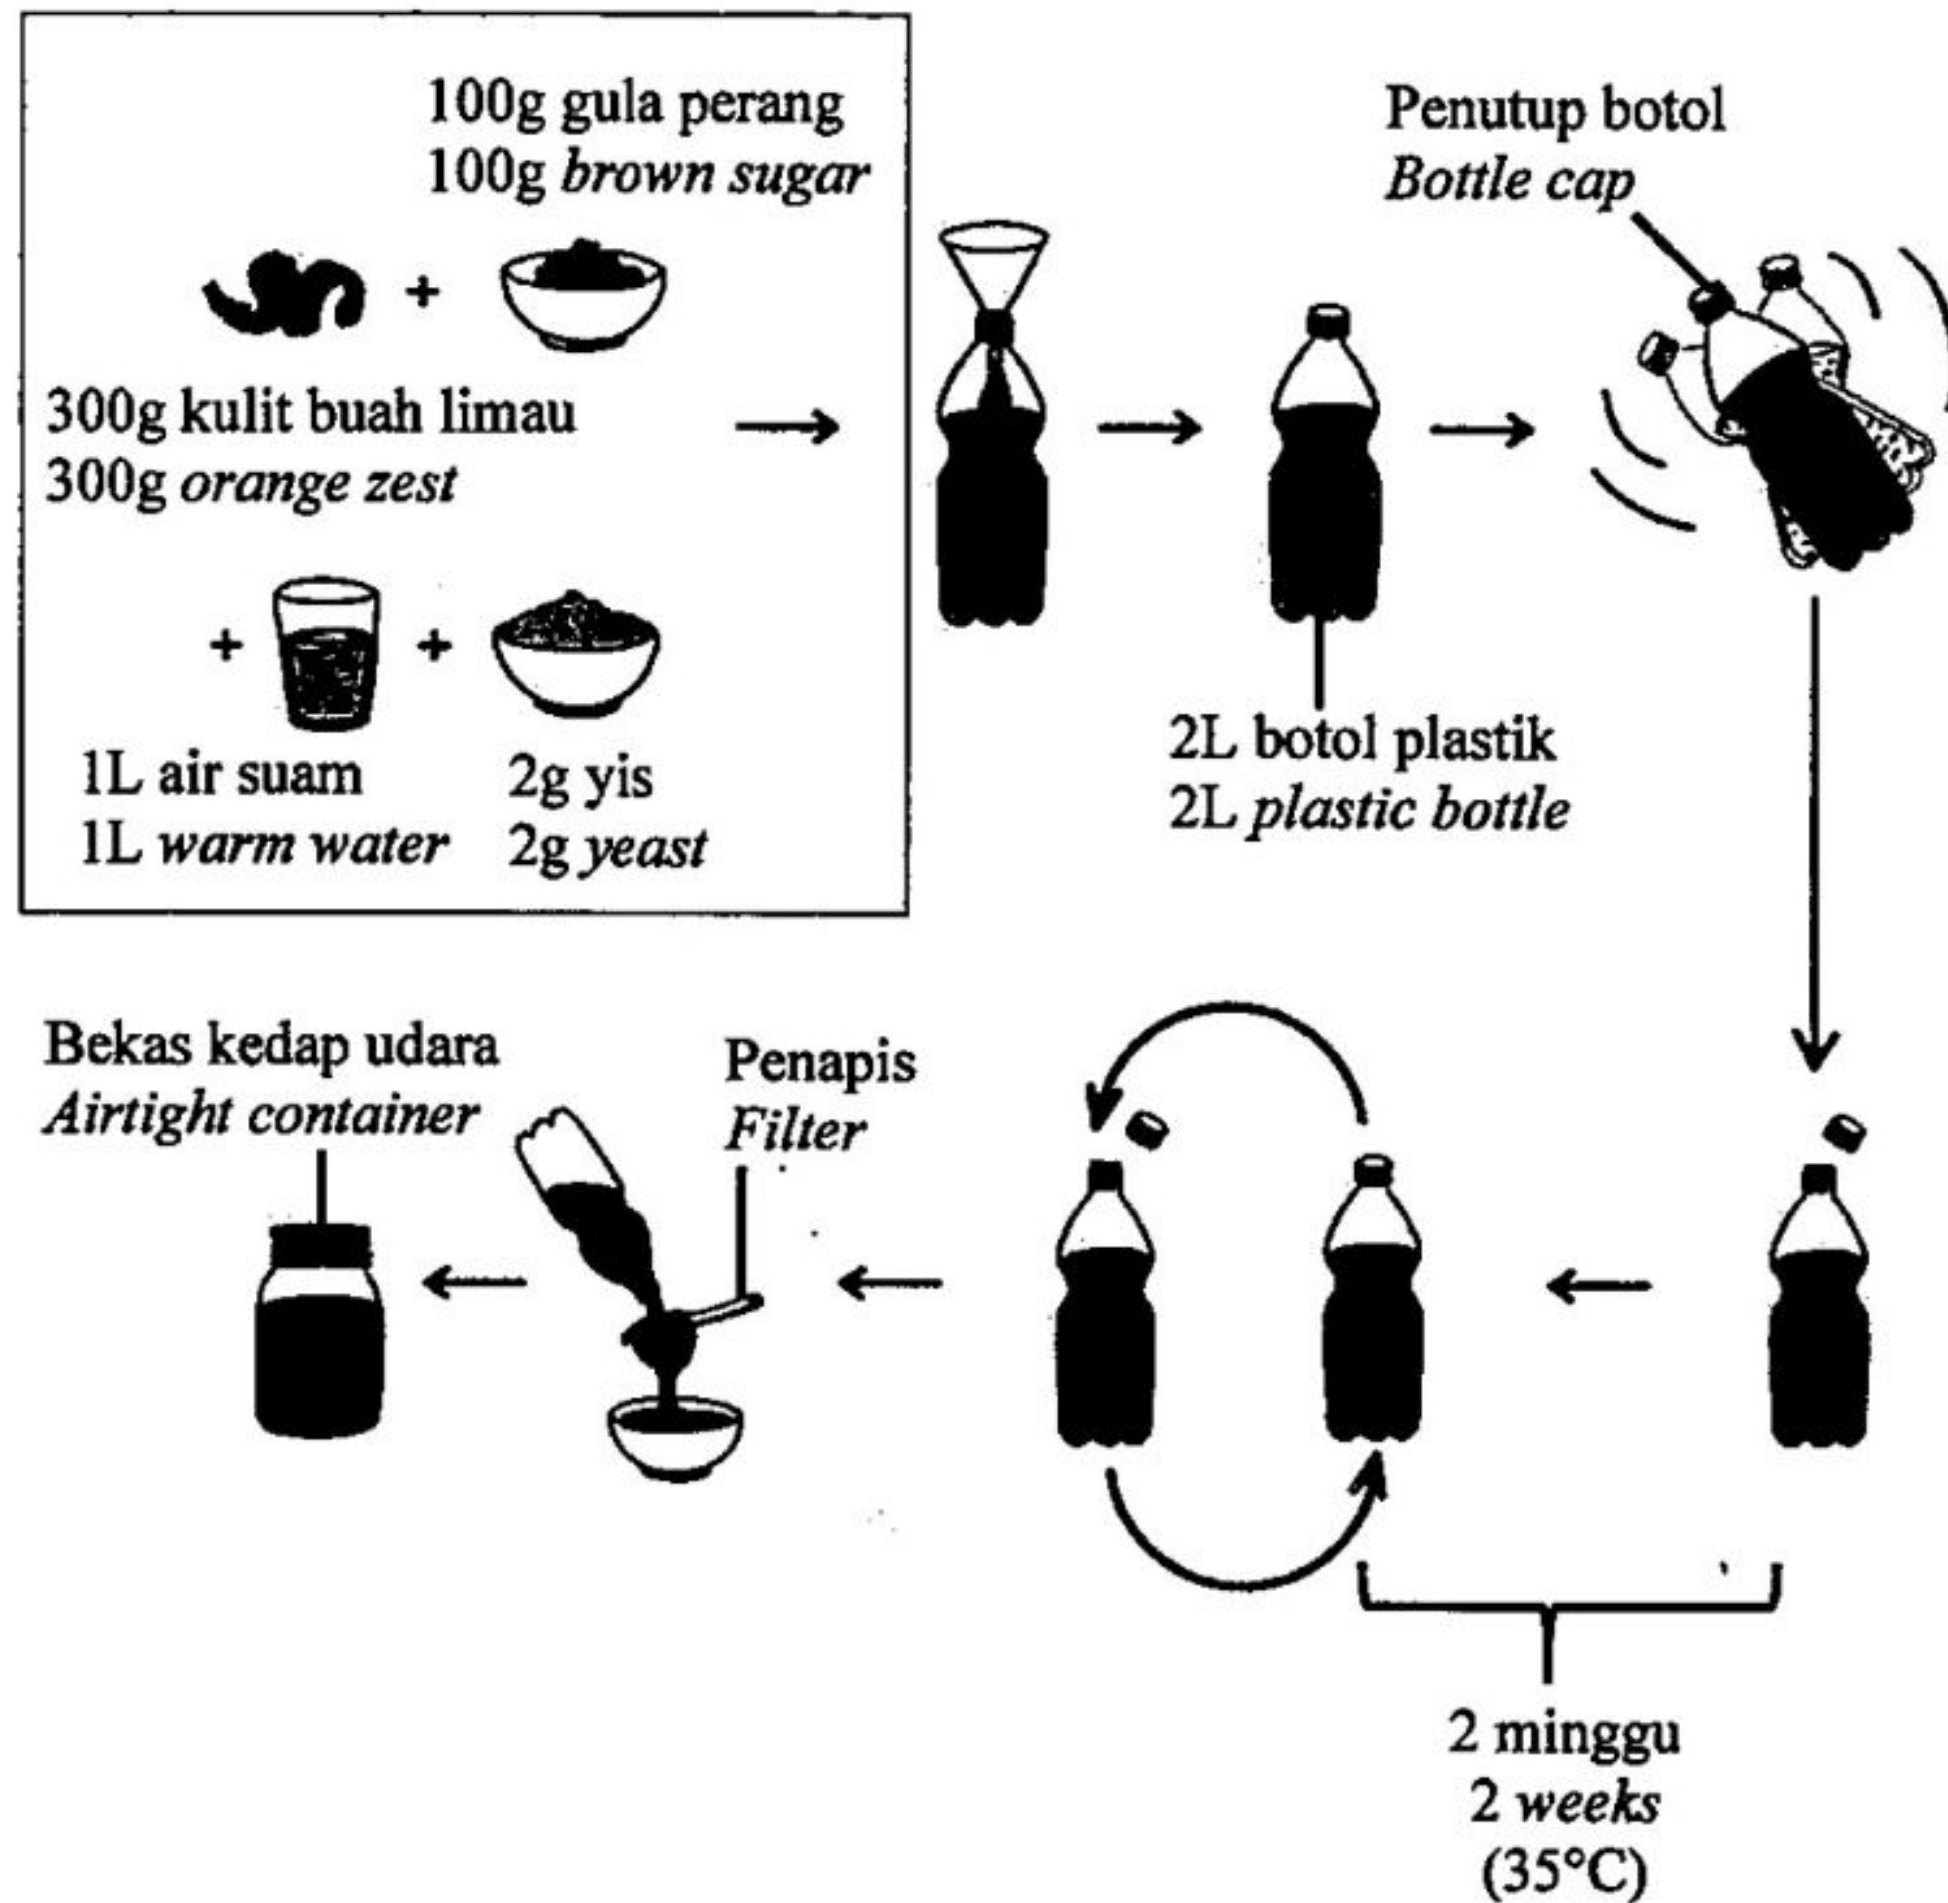 100g gula perang
100g brown sugar
+
300g kulit buah limau
300g orange zest
+
+
1L air suam
1L warm water
2g yis
2g yeast
Penutup botol
Bottle cap
2L botol plastik
2L plastic bottle
Bekas kedap udara
Airtight container
Penapis
Filter
2 minggu
2 weeks
(35°C)